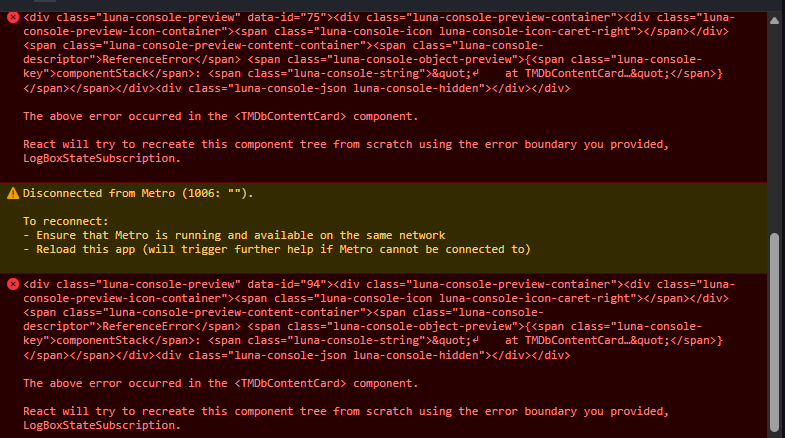 <div class="luna-console-preview" data-id="75"><div class="luna-console-preview-container"><div class="luna-
console-preview-icon-container"><span class="luna-console-icon luna-console-icon-caret-right"></span></div>
<span class="luna-console-preview-content-container"><span class="luna-console-
descriptor">ReferenceError</span> <span class="luna-console-object-preview">{<span class="luna-console-
key">componentStack</span>: <span class="luna-console-string">&quot;↵    at TMDbContentCard…&quot;</span>}
</span></span></div><div class="luna-console-json luna-console-hidden"></div></div>
The above error occurred in the <TMDbContentCard> component.
React will try to recreate this component tree from scratch using the error boundary you provided,
LogBoxStateSubscription.
Disconnected from Metro (1006: "").
To reconnect:
- Ensure that Metro is running and available on the same network
- Reload this app (will trigger further help if Metro cannot be connected to)
<div class="luna-console-preview" data-id="94"><div class="luna-console-preview-container"><div class="luna-
console-preview-icon-container"><span class="luna-console-icon luna-console-icon-caret-right"></span></div>
<span class="luna-console-preview-content-container"><span class="luna-console-
descriptor">ReferenceError</span> <span class="luna-console-object-preview">{<span class="luna-console-
key">componentStack</span>: <span class="luna-console-string">&quot;↵    at TMDbContentCard…&quot;</span>}
</span></span></div><div class="luna-console-json luna-console-hidden"></div></div>
The above error occurred in the <TMDbContentCard> component.
React will try to recreate this component tree from scratch using the error boundary you provided,
LogBoxStateSubscription.